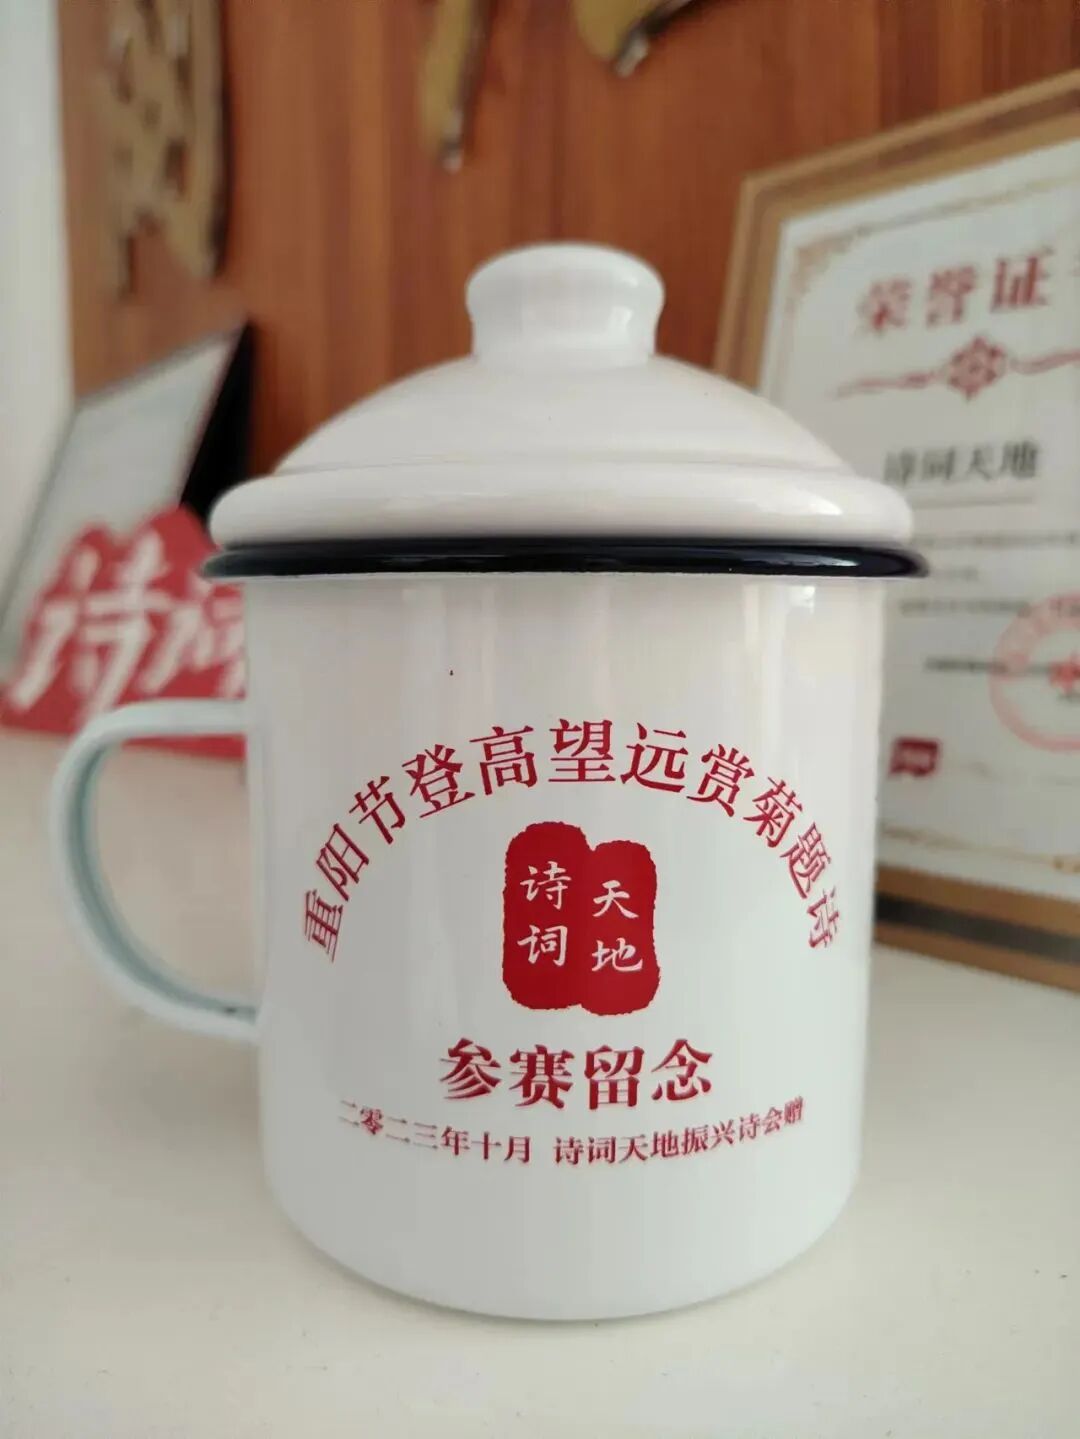 荣誉证
诗词天地
诗词
重阳节登高望远赏菊题诗
诗词
天地
参赛留念
二零二三年十月 诗词天地振兴诗会赠